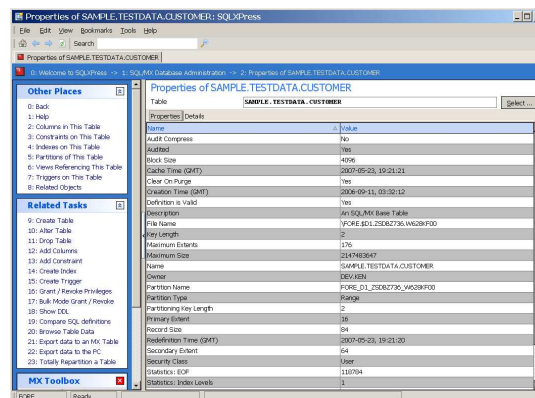 Properties of SAMPLE.TESTDATA.CUSTOMER: SQLXPress
File Edit View Bookmarks Tools Help
Search
Properties of SAMPLE.TESTDATA.CUSTOMER
0: Welcome to SQLXPress -> 1: SQL/MX Database Administration -> 2: Properties of SAMPLE.TESTDATA.CUSTOMER
Other Places
0: Back
1: Help
2: Columns in This Table
3: Constraints on This Table
4: Indexes on This Table
5: Partitions of This Table
6: Views Referencing This Table
7: Triggers on This Table
8: Related Objects
Related Tasks
9: Create Table
10: Alter Table
11: Drop Table
12: Add Columns
13: Add Constraint
14: Create Index
15: Create Trigger
16: Grant / Revoke Privileges
17: Bulk Mode Grant / Revoke
18: Show DDL
19: Compare SQL definitions
20: Browse Table Data
21: Export data to an MX Table
22: Export data to the PC
23: Totally Repartition a Table
MX Toolbox
Properties of SAMPLE.TESTDATA.CUSTOMER
Table SAMPLE.TESTDATA.CUSTOMER Select ...
Properties Details
Name Value
Audit Compress No
Audited Yes
Block Size 4096
Cache Time (GMT) 2007-05-23, 19:21:21
Clear On Purge Yes
Creation Time (GMT) 2006-09-11, 03:32:12
Definition is Valid Yes
Description An SQL/MX Base Table
File Name \FORE.$D1.ZSDBZ736.W628KF00
Key Length 2
Maximum Extents 176
Maximum Size 2147483647
Name SAMPLE.TESTDATA.CUSTOMER
Owner DEV.KEN
Partition Name FORE_D1_ZSDBZ736_W628KF00
Partition Type Range
Partitioning Key Length 2
Primary Extent 16
Record Size 84
Redefinition Time (GMT) 2007-05-23, 19:21:20
Secondary Extent 64
Security Class User
Statistics: EOF 118784
Statistics: Index Levels 1
FORE Ready